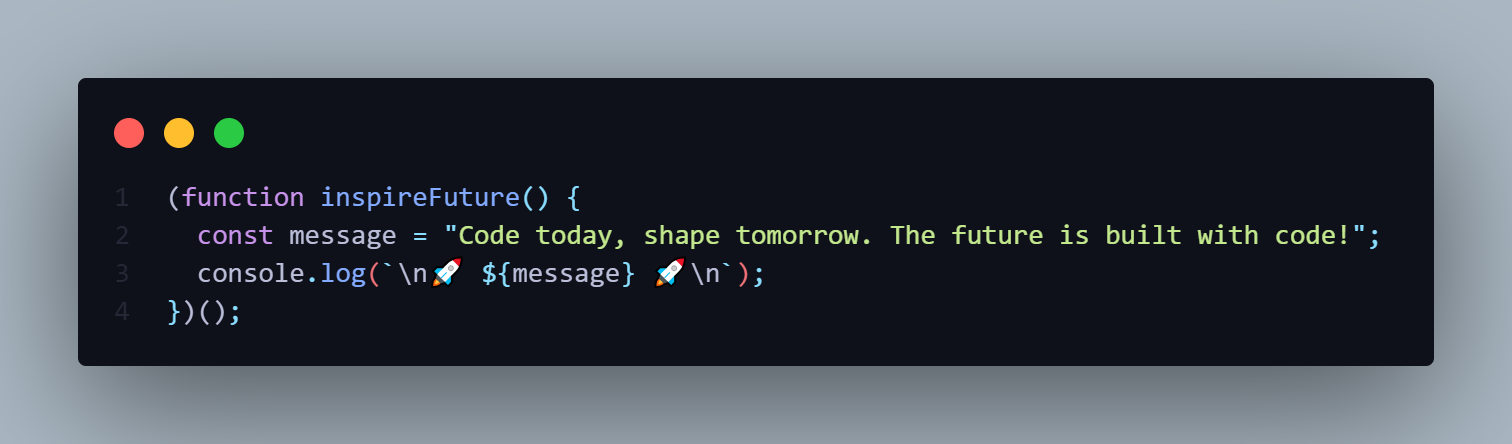 1 (function inspireFuture() {
2   const message = "Code today, shape tomorrow. The future is built with code!";
3   console.log(`\n🚀 ${message} 🚀\n`);
4 })();